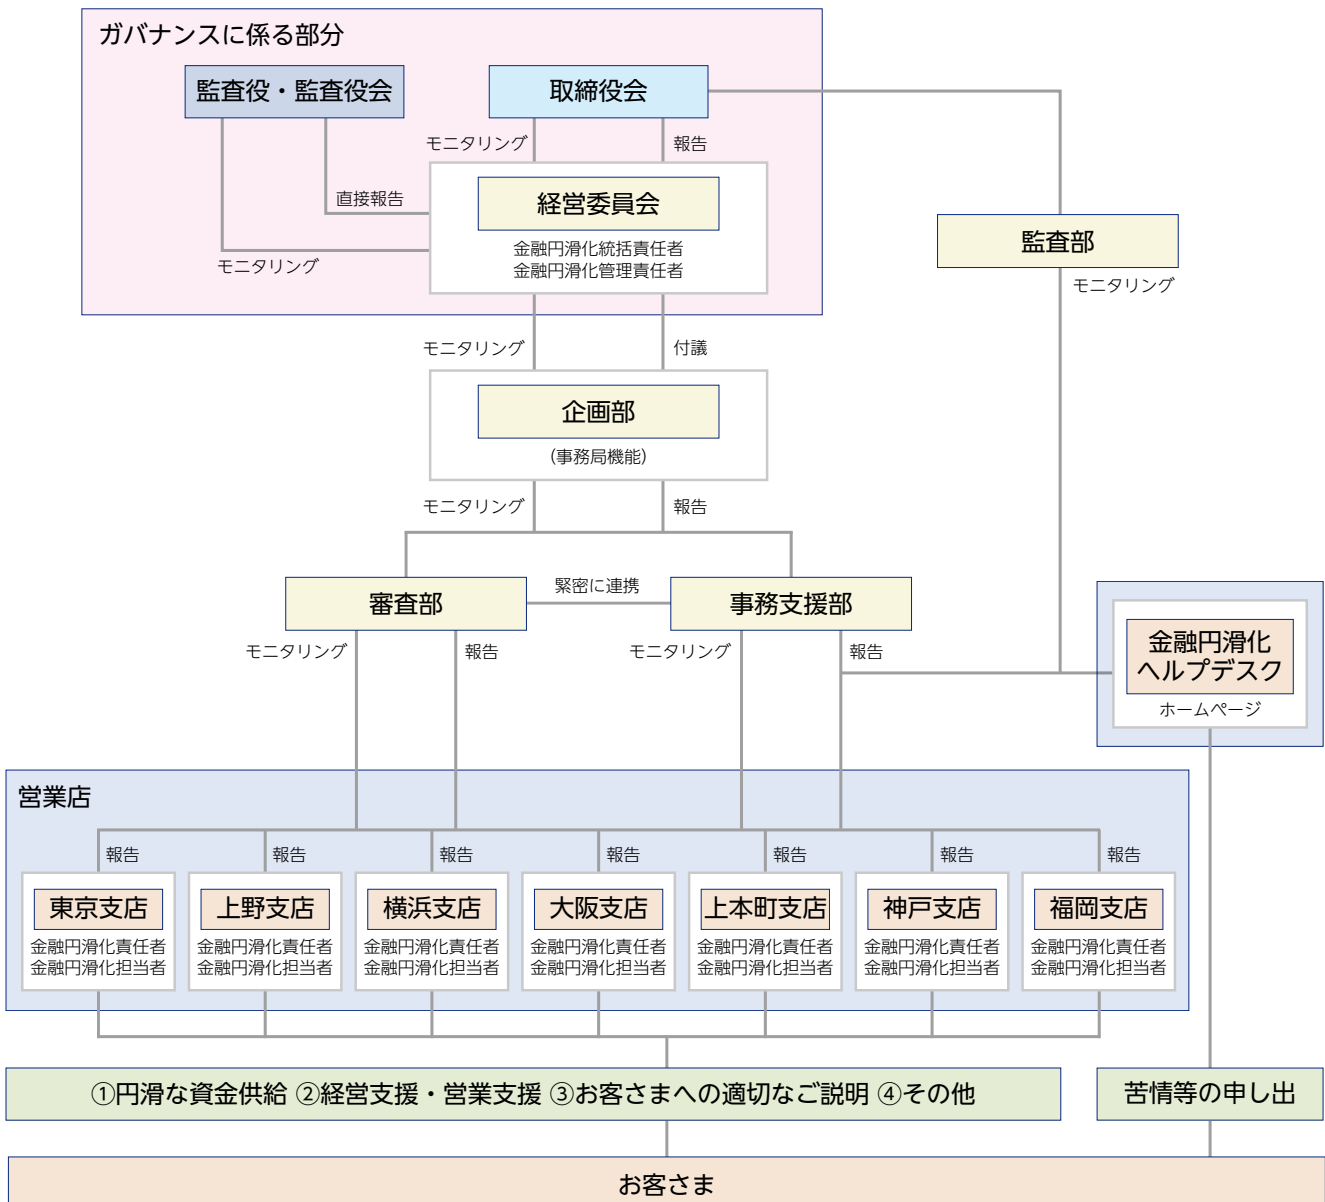 ガバナンスに係る部分
監査役・監査役会
取締役会
モニタリング
報告
直接報告
モニタリング
経営委員会
金融円滑化統括責任者
金融円滑化管理責任者
監査部
モニタリング
モニタリング
付議
企画部
(事務局機能)
モニタリング
報告
審査部
緊密に連携
事務支援部
モニタリング
報告
モニタリング
報告
金融円滑化
ヘルプデスク
ホームページ
営業店
報告
報告
報告
報告
報告
報告
報告
東京支店
金融円滑化責任者
金融円滑化担当者
上野支店
金融円滑化責任者
金融円滑化担当者
横浜支店
金融円滑化責任者
金融円滑化担当者
大阪支店
金融円滑化責任者
金融円滑化担当者
上本町支店
金融円滑化責任者
金融円滑化担当者
神戸支店
金融円滑化責任者
金融円滑化担当者
福岡支店
金融円滑化責任者
金融円滑化担当者
①円滑な資金供給 ②経営支援・営業支援 ③お客さまへの適切なご説明 ④その他
苦情等の申し出
お客さま